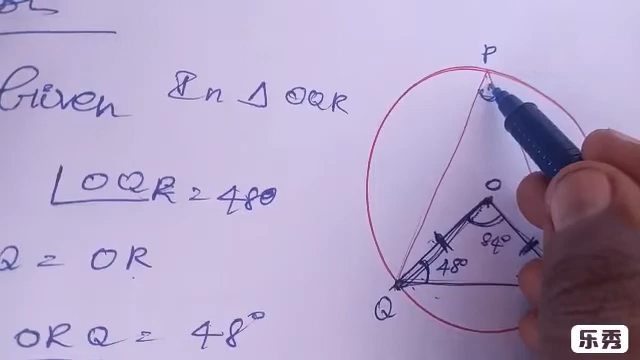 Given In Δ OQR
∠OQR = 48°
Q = OR
ORQ = 48°
P
O
84°
48°
Q
乐秀